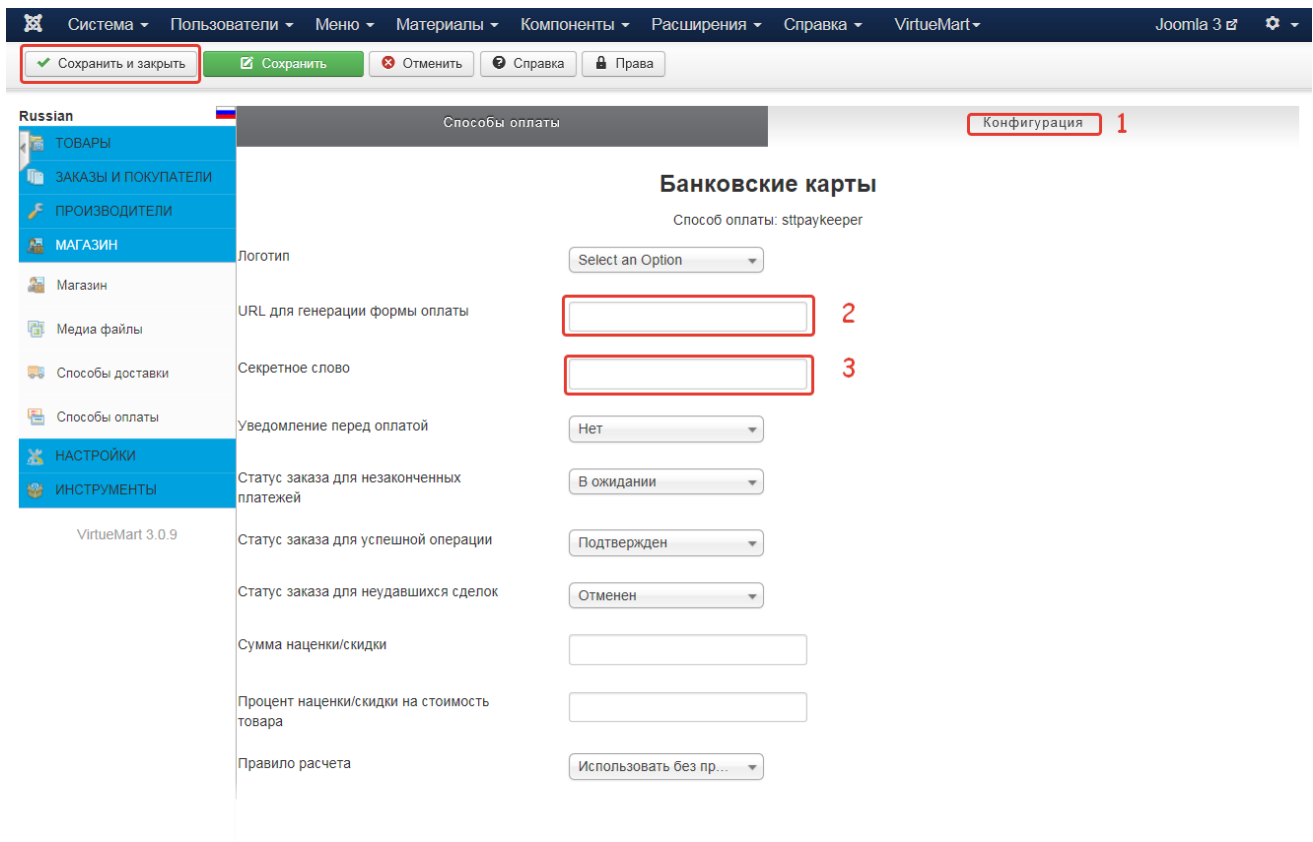 Система Пользователи Меню Материалы Компоненты Расширения Справка VirtueMart Joomla 3
Сохранить и закрыть Сохранить Отменить Справка Права
Russian
Способы оплаты Конфигурация 1
ТОВАРЫ
ЗАКАЗЫ И ПОКУПАТЕЛИ
ПРОИЗВОДИТЕЛИ
МАГАЗИН
Магазин
Медиа файлы
Способы доставки
Способы оплаты
НАСТРОЙКИ
ИНСТРУМЕНТЫ
VirtueMart 3.0.9
Банковские карты
Способ оплаты: sttpaykeeper
Логотип Select an Option
URL для генерации формы оплаты 2
Секретное слово 3
Уведомление перед оплатой Нет
Статус заказа для незаконченных
платежей В ожидании
Статус заказа для успешной операции Подтвержден
Статус заказа для неудавшихся сделок Отменен
Сумма наценки/скидки
Процент наценки/скидки на стоимость
товара
Правило расчета Использовать без пр...